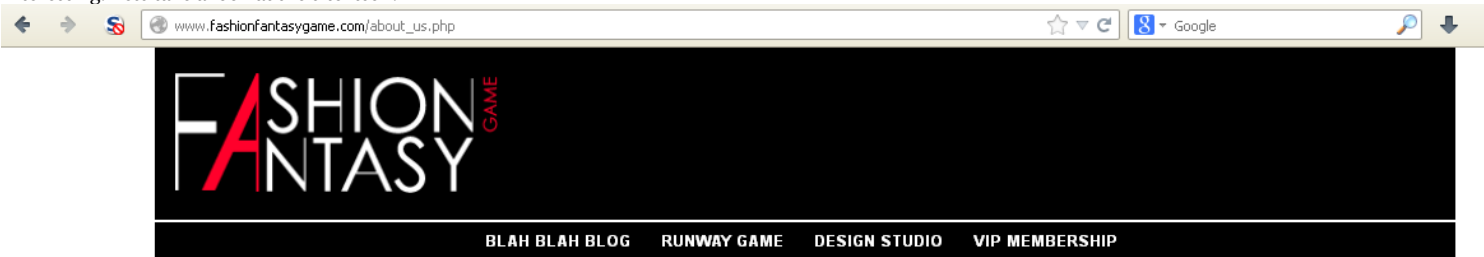 www.fashionfantasygame.com/about_us.php
Google
FASHION
FANTASY
GAME
BLAH BLAH BLOG RUNWAY GAME DESIGN STUDIO VIP MEMBERSHIP